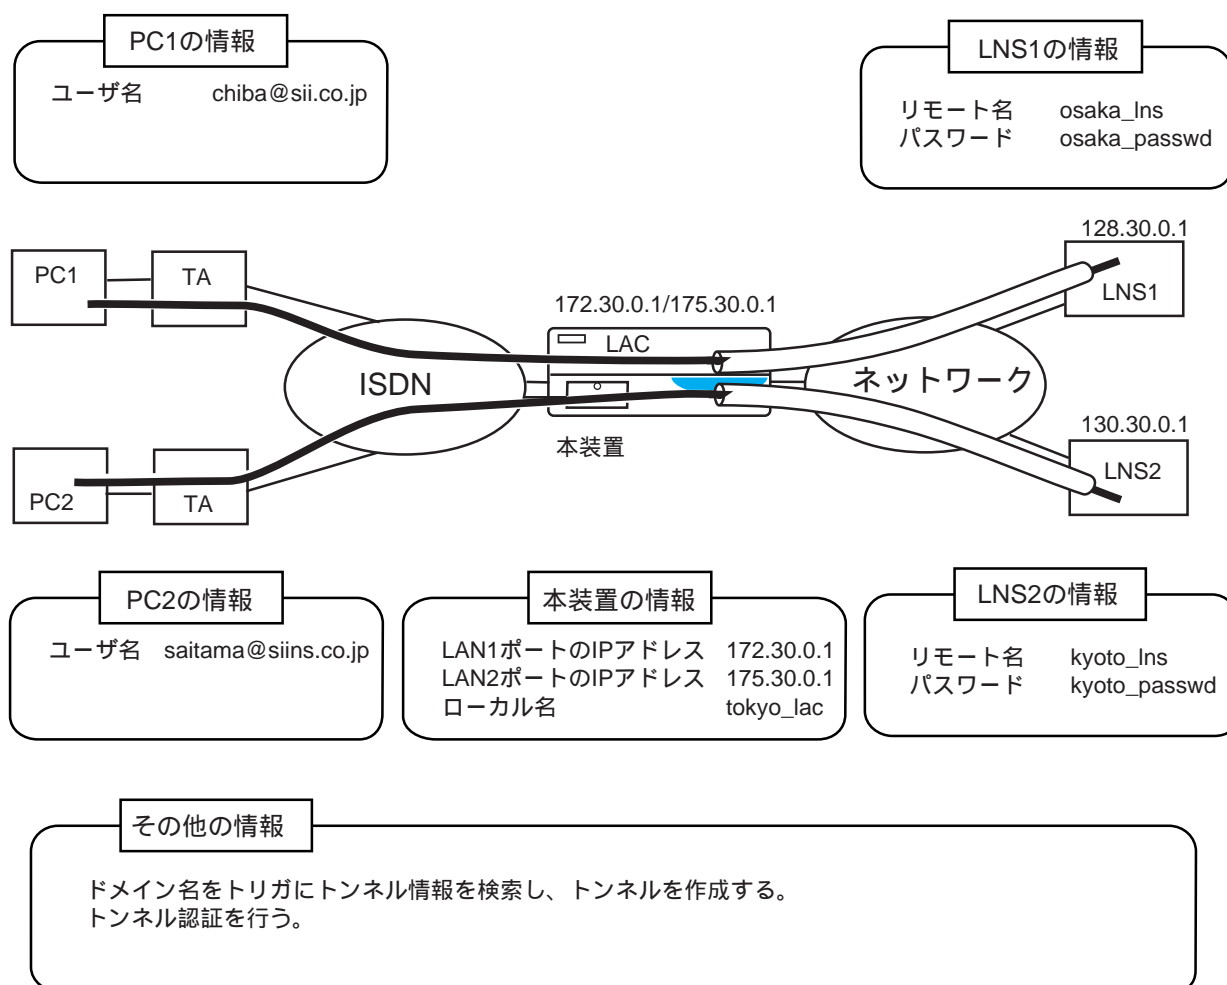 PC1の情報
ユーザ名 chiba@sii.co.jp
LNS1の情報
リモート名 osaka_lns
パスワード osaka_passwd
128.30.0.1
PC1
TA
LNS1
172.30.0.1/175.30.0.1
LAC
ISDN
ネットワーク
本装置
130.30.0.1
PC2
TA
LNS2
PC2の情報
ユーザ名 saitama@siins.co.jp
本装置の情報
LAN1ポートのIPアドレス 172.30.0.1
LAN2ポートのIPアドレス 175.30.0.1
ローカル名 tokyo_lac
LNS2の情報
リモート名 kyoto_lns
パスワード kyoto_passwd
その他の情報
ドメイン名をトリガにトンネル情報を検索し、トンネルを作成する。
トンネル認証を行う。